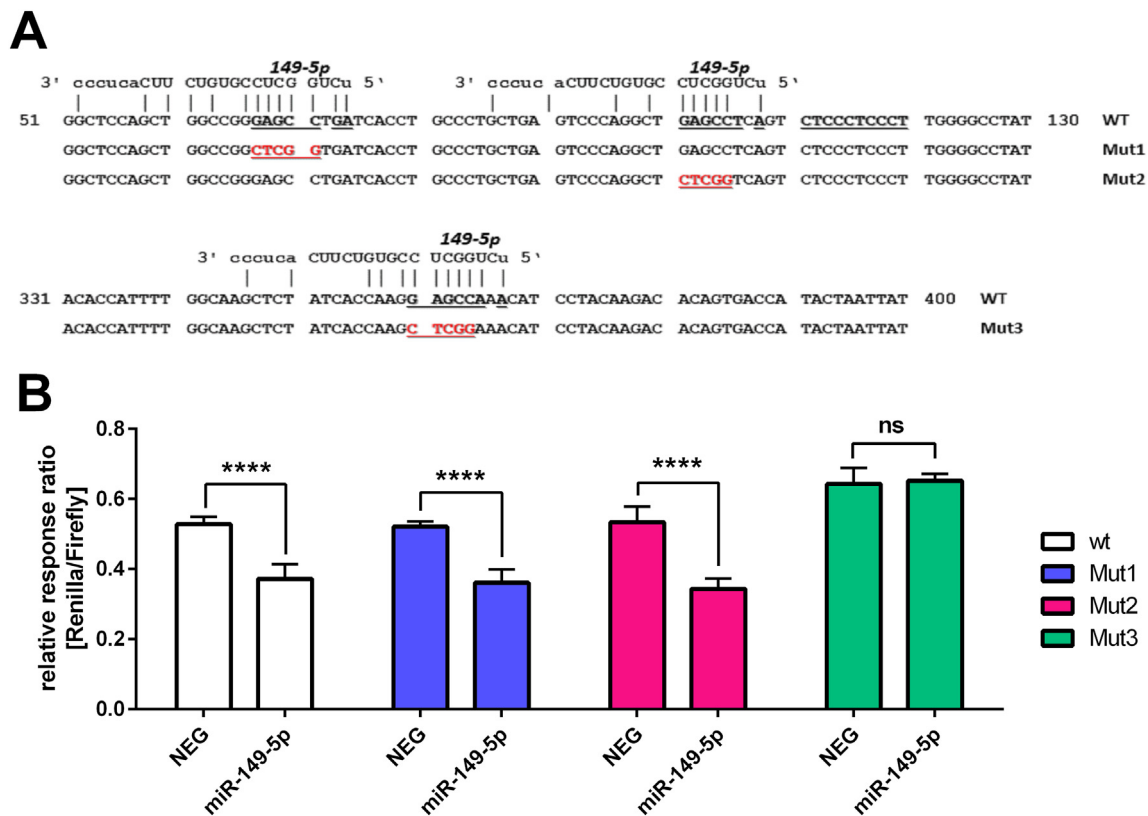 A
149-5p 149-5p
3' cccucaCUU CUGUGCCUCG GUCu 5' 3' cccuc aCUUCUGUGC CUCGGUCu 5'
51 GGCTCCAGCT GGCCGGGAGC CTGATCACCT GCCCTGCTGA GTCCCAGGCT GAGCCTCAGT CTCCCTCCCT TGGGGCCTAT 130 WT
GGCTCCAGCT GGCCGGCTCG GTGATCACCT GCCCTGCTGA GTCCCAGGCT GAGCCTCAGT CTCCCTCCCT TGGGGCCTAT Mut1
GGCTCCAGCT GGCCGGGAGC CTGATCACCT GCCCTGCTGA GTCCCAGGCT CTCGGTCAGT CTCCCTCCCT TGGGGCCTAT Mut2
149-5p
3' cccuca CUUCUGUGCC UCGGUCu 5'
331 ACACCATTTT GGCAAGCTCT ATCACCAAGG AGCCAAACAT CCTACAAGAC ACAGTGACCA TACTAATTAT 400 WT
ACACCATTTT GGCAAGCTCT ATCACCAAGC TCGGAAACAT CCTACAAGAC ACAGTGACCA TACTAATTAT Mut3
B
relative response ratio
[Renilla/Firefly]
0.8
0.6
0.4
0.2
0.0
**** **** **** ns
NEG miR-149-5p NEG miR-149-5p NEG miR-149-5p NEG miR-149-5p
wt
Mut1
Mut2
Mut3